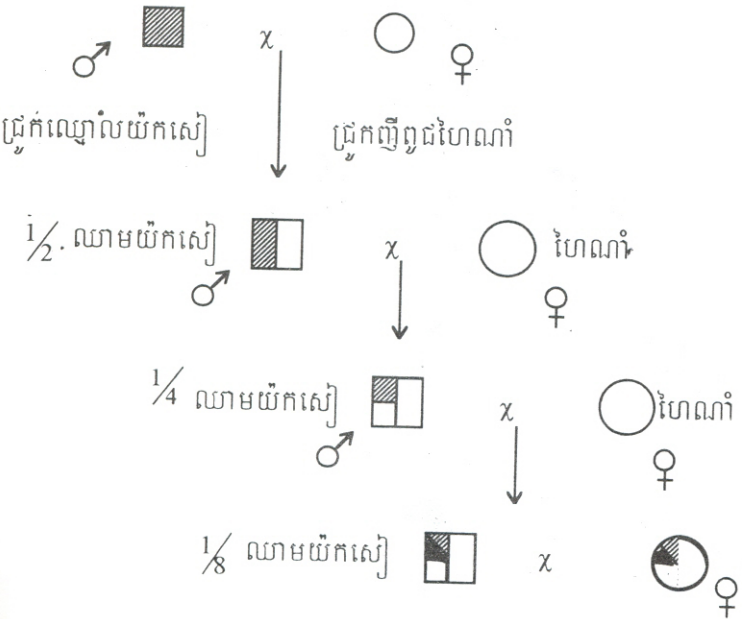 χ
ជ្រូកឈ្មោលយ៉កសៀ ជ្រូកញីពូជហៃណាំ
1/2. ឈាមយ៉កសៀ χ ហៃណាំ
1/4 ឈាមយ៉កសៀ χ ហៃណាំ
1/8 ឈាមយ៉កសៀ χ